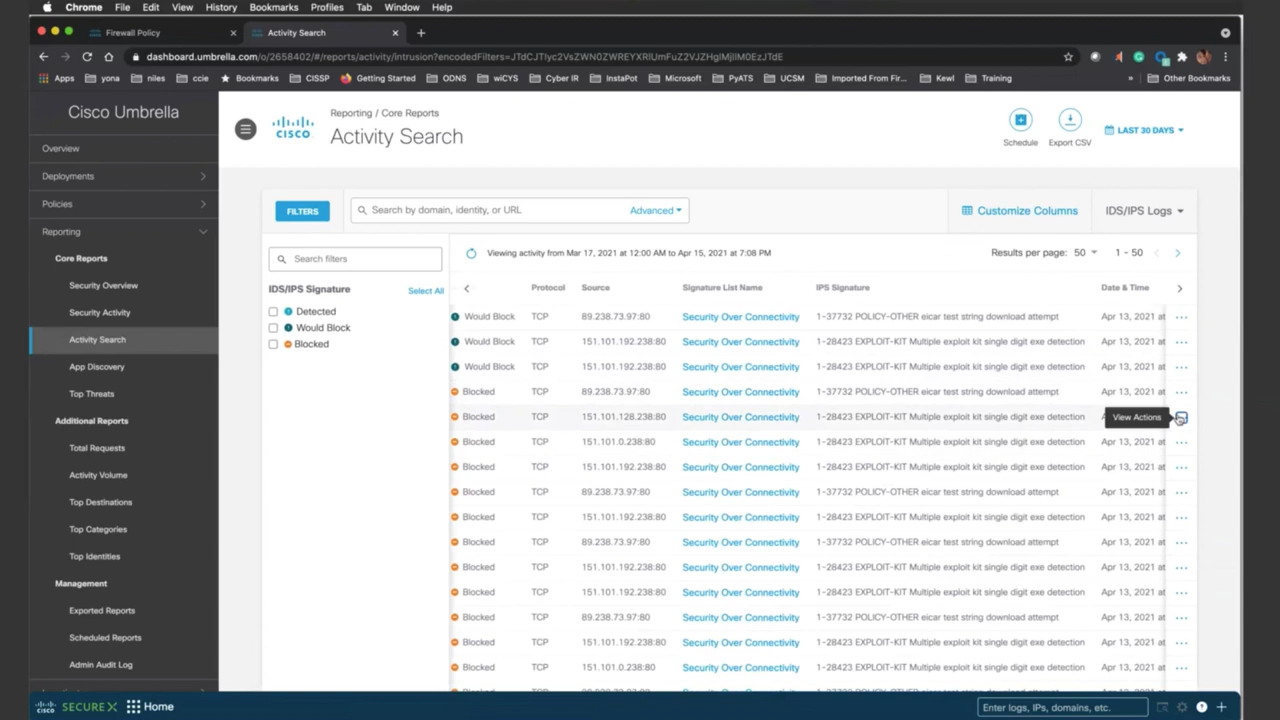 Chrome File Edit View History Bookmarks Profiles Tab Window Help
Firewall Policy × Activity Search × +
dashboard.umbrella.com/o/2658402/#/reports/activity/intrusion?encodedFilters=
Apps yona niles ccie Bookmarks CISSP Getting Started ODNS wiCYS Cyber IR InstaPot Microsoft PyATS UCSM Imported From Fir... Kewl Training » Other Bookmarks
Cisco Umbrella
Overview
Deployments
Policies
Reporting
Core Reports
Security Overview
Security Activity
Activity Search
App Discovery
Top Threats
Additional Reports
Total Requests
Activity Volume
Top Destinations
Top Categories
Top Identities
Management
Exported Reports
Scheduled Reports
Admin Audit Log
CISCO
Reporting / Core Reports
Activity Search
Schedule Export CSV LAST 30 DAYS
FILTERS Search by domain, identity, or URL Advanced Customize Columns IDS/IPS Logs
Search filters
IDS/IPS Signature Select All
Detected
Would Block
Blocked
Viewing activity from Mar 17, 2021 at 12:00 AM to Apr 15, 2021 at 7:08 PM Results per page: 50 1 - 50
Protocol Source Signature List Name IPS Signature Date & Time
Would Block TCP 89.238.73.97:80 Security Over Connectivity 1-37732 POLICY-OTHER eicar test string download attempt Apr 13, 2021 at ...
Would Block TCP 151.101.192.238:80 Security Over Connectivity 1-28423 EXPLOIT-KIT Multiple exploit kit single digit exe detection Apr 13, 2021 at ...
Would Block TCP 151.101.192.238:80 Security Over Connectivity 1-28423 EXPLOIT-KIT Multiple exploit kit single digit exe detection Apr 13, 2021 at ...
Blocked TCP 89.238.73.97:80 Security Over Connectivity 1-37732 POLICY-OTHER eicar test string download attempt Apr 13, 2021 at ...
Blocked TCP 151.101.128.238:80 Security Over Connectivity 1-28423 EXPLOIT-KIT Multiple exploit kit single digit exe detection View Actions
Blocked TCP 151.101.0.238:80 Security Over Connectivity 1-28423 EXPLOIT-KIT Multiple exploit kit single digit exe detection Apr 13, 2021 at ...
Blocked TCP 151.101.192.238:80 Security Over Connectivity 1-28423 EXPLOIT-KIT Multiple exploit kit single digit exe detection Apr 13, 2021 at ...
Blocked TCP 89.238.73.97:80 Security Over Connectivity 1-37732 POLICY-OTHER eicar test string download attempt Apr 13, 2021 at ...
Blocked TCP 151.101.192.238:80 Security Over Connectivity 1-28423 EXPLOIT-KIT Multiple exploit kit single digit exe detection Apr 13, 2021 at ...
Blocked TCP 89.238.73.97:80 Security Over Connectivity 1-37732 POLICY-OTHER eicar test string download attempt Apr 13, 2021 at ...
Blocked TCP 151.101.192.238:80 Security Over Connectivity 1-28423 EXPLOIT-KIT Multiple exploit kit single digit exe detection Apr 13, 2021 at ...
Blocked TCP 151.101.192.238:80 Security Over Connectivity 1-28423 EXPLOIT-KIT Multiple exploit kit single digit exe detection Apr 13, 2021 at ...
Blocked TCP 89.238.73.97:80 Security Over Connectivity 1-37732 POLICY-OTHER eicar test string download attempt Apr 13, 2021 at ...
Blocked TCP 151.101.192.238:80 Security Over Connectivity 1-28423 EXPLOIT-KIT Multiple exploit kit single digit exe detection Apr 13, 2021 at ...
Blocked TCP 151.101.0.238:80 Security Over Connectivity 1-28423 EXPLOIT-KIT Multiple exploit kit single digit exe detection Apr 13, 2021 at ...
CISCO SECUREX Home Enter logs, IPs, domains, etc.